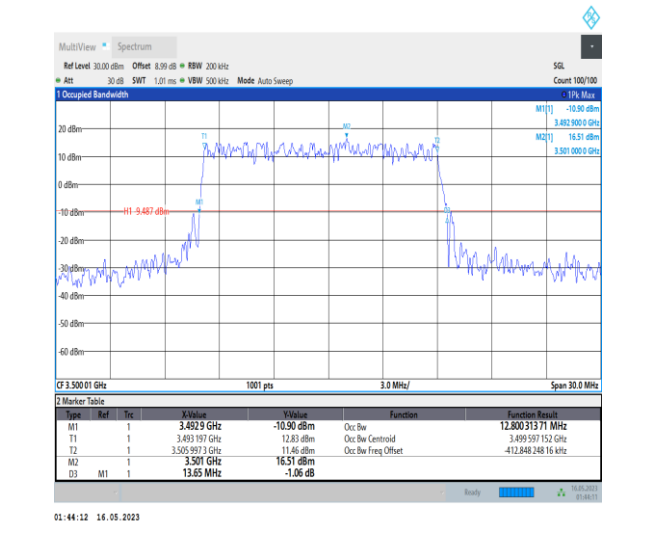 MultiView Spectrum
Ref Level 30.00 dBm Offset 8.99 dB RBW 200 kHz SGL
Att 30 dB SWT 1.01 ms VBW 500 kHz Mode Auto Sweep Count 100/100
1 Occupied Bandwidth 1Pk Max
M1[1] -10.90 dBm
3.492 900 0 GHz
M2[1] 16.51 dBm
3.501 000 0 GHz
20 dBm
M2
T1 T2
10 dBm
0 dBm
M1
-10 dBm H1 -9.487 dBm
-20 dBm
-30 dBm
-40 dBm
-50 dBm
-60 dBm
CF 3.500 01 GHz 1001 pts 3.0 MHz/ Span 30.0 MHz
2 Marker Table
Type Ref Trc X-Value Y-Value Function Function Result
M1 1 3.4929 GHz -10.90 dBm Occ Bw 12.800 313 71 MHz
T1 1 3.493 197 GHz 12.83 dBm Occ Bw Centroid 3.499 597 152 GHz
T2 1 3.505 997 3 GHz 11.46 dBm Occ Bw Freq Offset -412.848 248 16 kHz
M2 1 3.501 GHz 16.51 dBm
D3 M1 1 13.65 MHz -1.06 dB
Ready 16.05.2023
01:44:11
01:44:12 16.05.2023